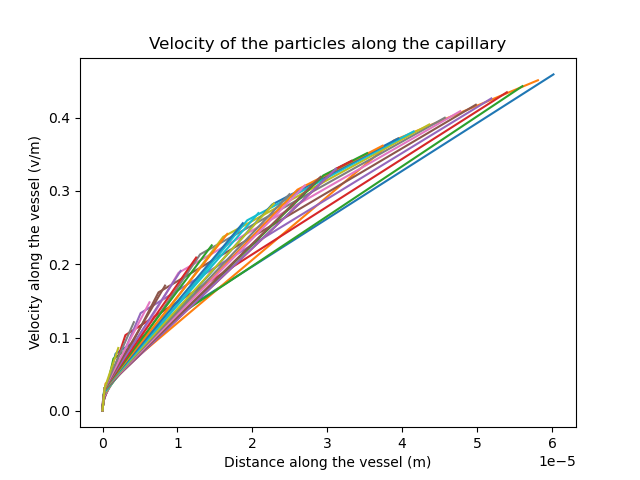 Velocity of the particles along the capillary
Velocity along the vessel (v/m)
0.4
0.3
0.2
0.1
0.0
0 1 2 3 4 5 6
1e−5
Distance along the vessel (m)